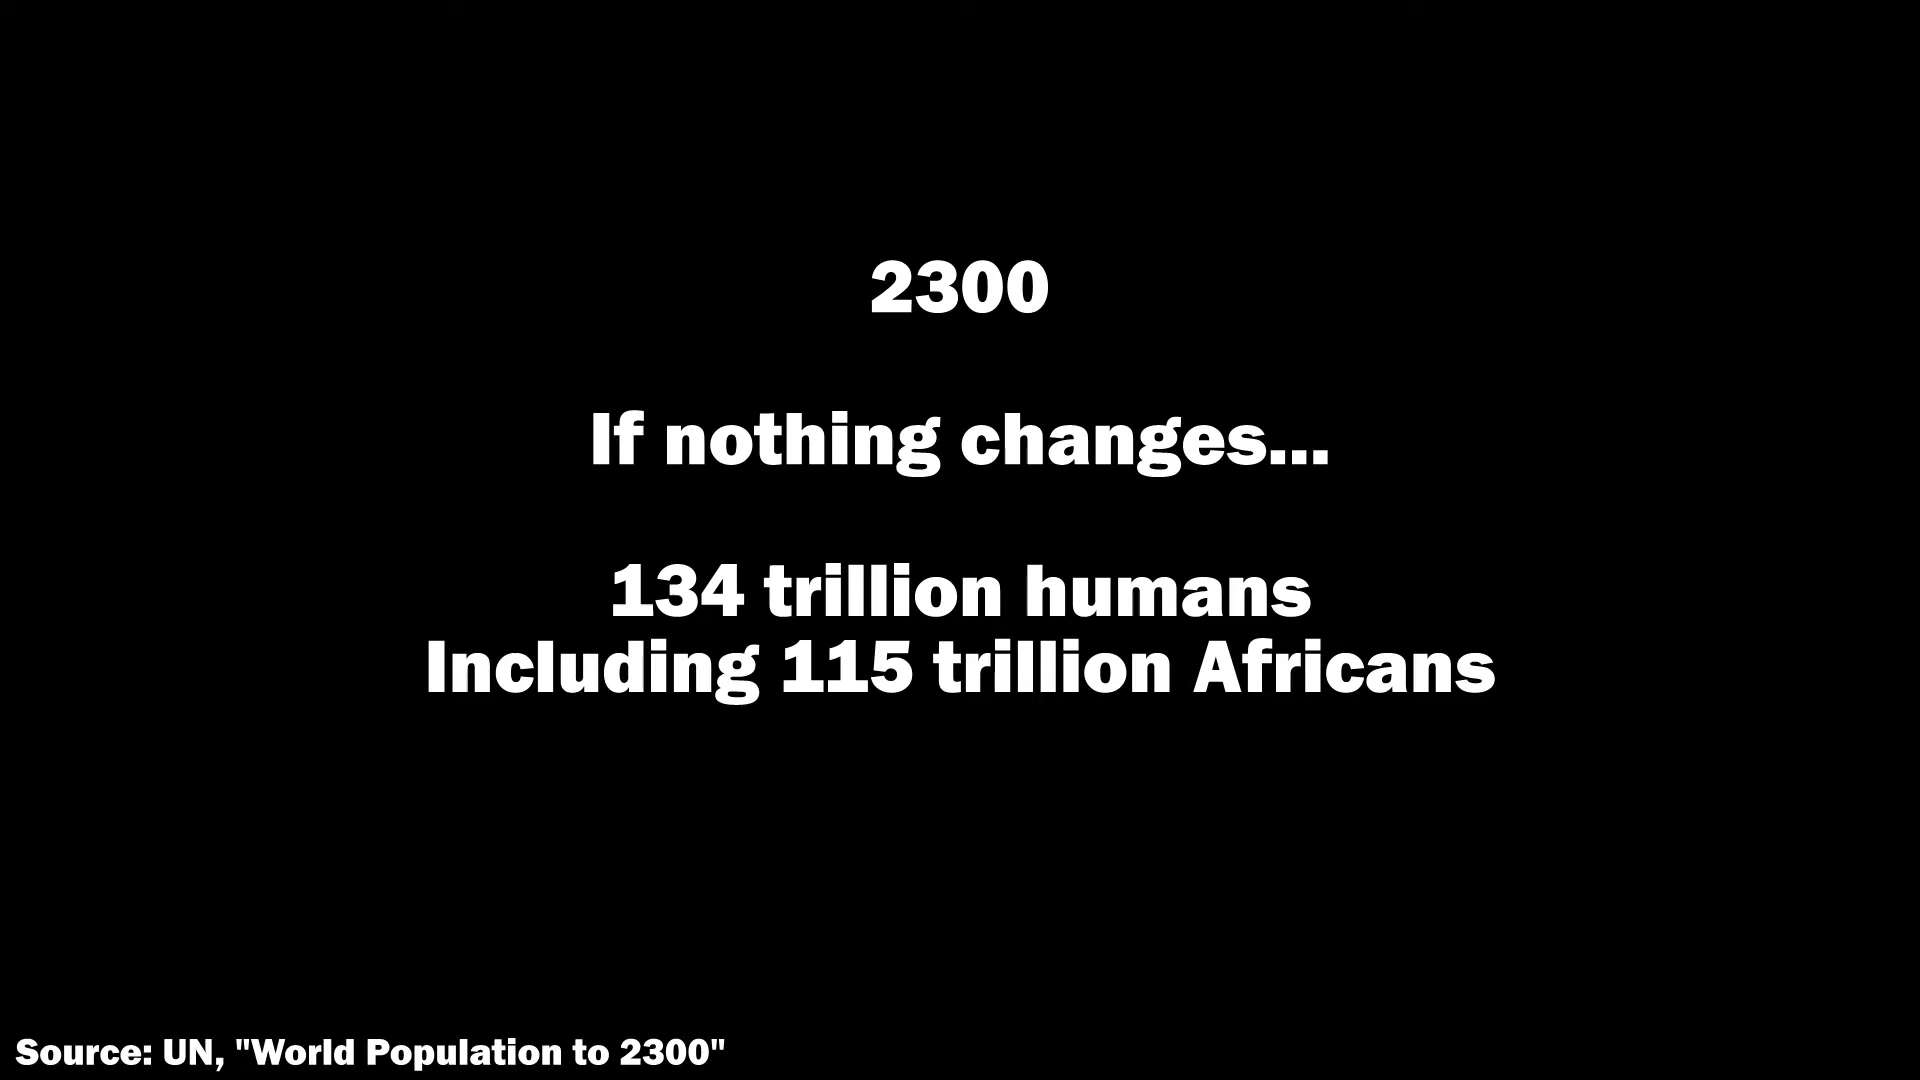 2300
If nothing changes...
134 trillion humans
Including 115 trillion Africans
Source: UN, "World Population to 2300"